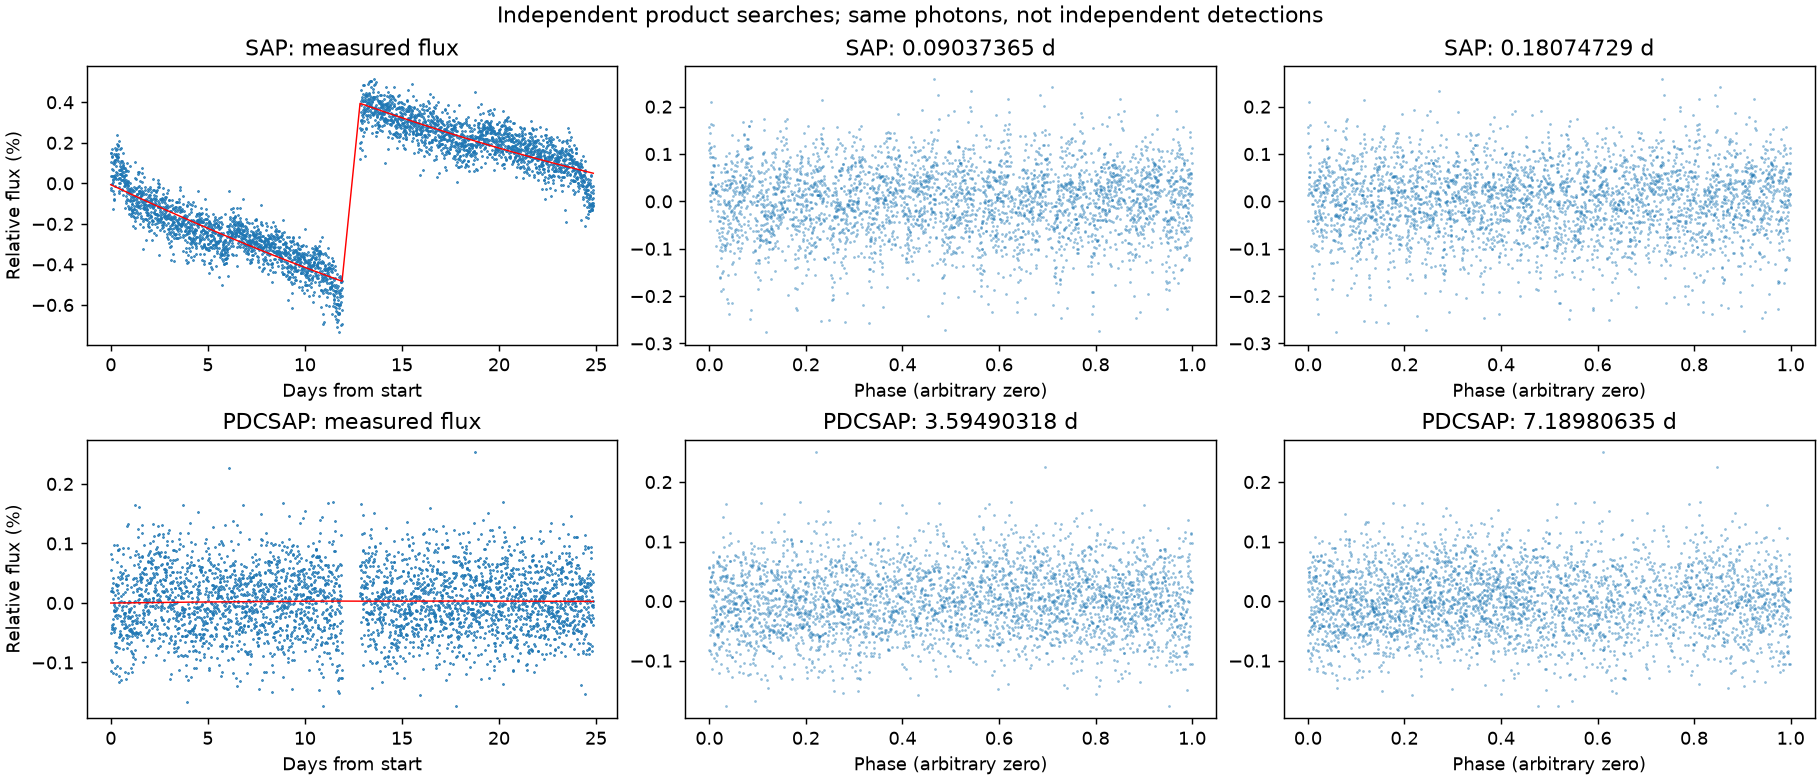 Independent product searches; same photons, not independent detections
SAP: measured flux
Relative flux (%)
0.4
0.2
0.0
−0.2
−0.4
−0.6
0 5 10 15 20 25
Days from start
SAP: 0.09037365 d
0.2
0.1
0.0
−0.1
−0.2
−0.3
0.0 0.2 0.4 0.6 0.8 1.0
Phase (arbitrary zero)
SAP: 0.18074729 d
0.2
0.1
0.0
−0.1
−0.2
−0.3
0.0 0.2 0.4 0.6 0.8 1.0
Phase (arbitrary zero)
PDCSAP: measured flux
Relative flux (%)
0.2
0.1
0.0
−0.1
0 5 10 15 20 25
Days from start
PDCSAP: 3.59490318 d
0.2
0.1
0.0
−0.1
0.0 0.2 0.4 0.6 0.8 1.0
Phase (arbitrary zero)
PDCSAP: 7.18980635 d
0.2
0.1
0.0
−0.1
0.0 0.2 0.4 0.6 0.8 1.0
Phase (arbitrary zero)